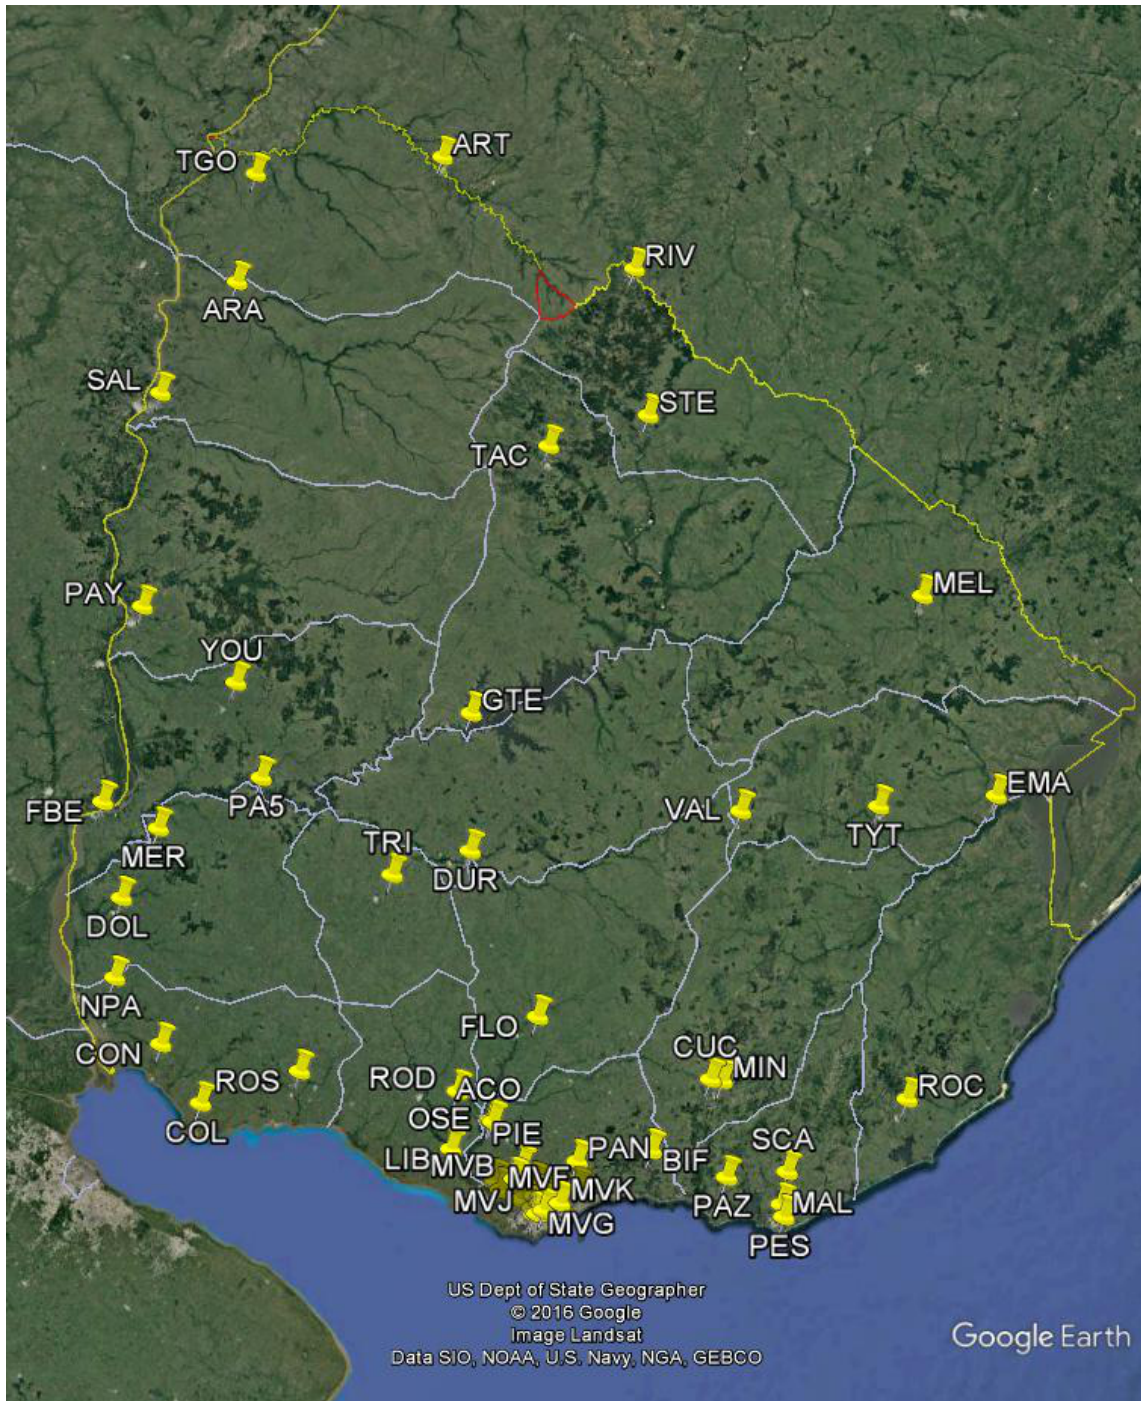 ART
TGO
RIV
ARA
SAL
STE
TAC
PAY
MEL
YOU
GTE
EMA
FBE
PA5
VAL
TYT
MER
TRI
DUR
DOL
NPA
FLO
CON
CUC
MIN
ROS
ROD
ACO
ROC
COL
OSE
PIE
SCA
LIB
MVB
PAN
BIF
MVF
MVJ
MVK
PAZ
MAL
MVG
PES
US Dept of State Geographer
© 2016 Google
Image Landsat
Data SIO, NOAA, U.S. Navy, NGA, GEBCO
Google Earth